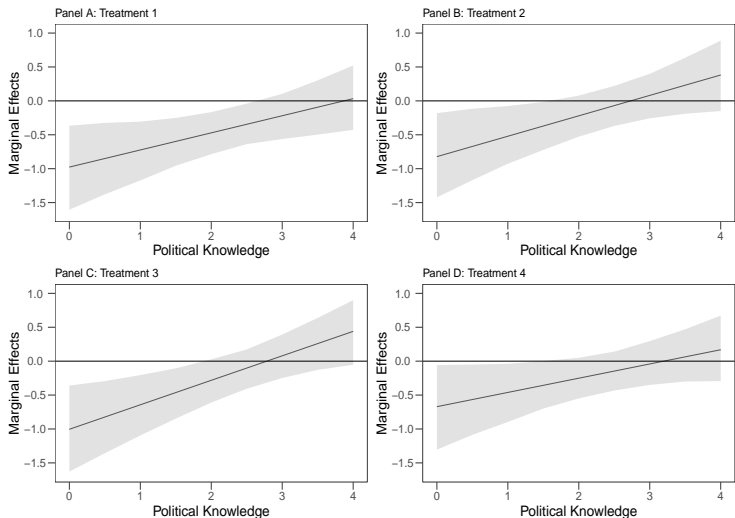 Panel A: Treatment 1
1.0
0.5
0.0
−0.5
−1.0
−1.5
Marginal Effects
0 1 2 3 4
Political Knowledge
Panel B: Treatment 2
1.0
0.5
0.0
−0.5
−1.0
−1.5
Marginal Effects
0 1 2 3 4
Political Knowledge
Panel C: Treatment 3
1.0
0.5
0.0
−0.5
−1.0
−1.5
Marginal Effects
0 1 2 3 4
Political Knowledge
Panel D: Treatment 4
1.0
0.5
0.0
−0.5
−1.0
−1.5
Marginal Effects
0 1 2 3 4
Political Knowledge